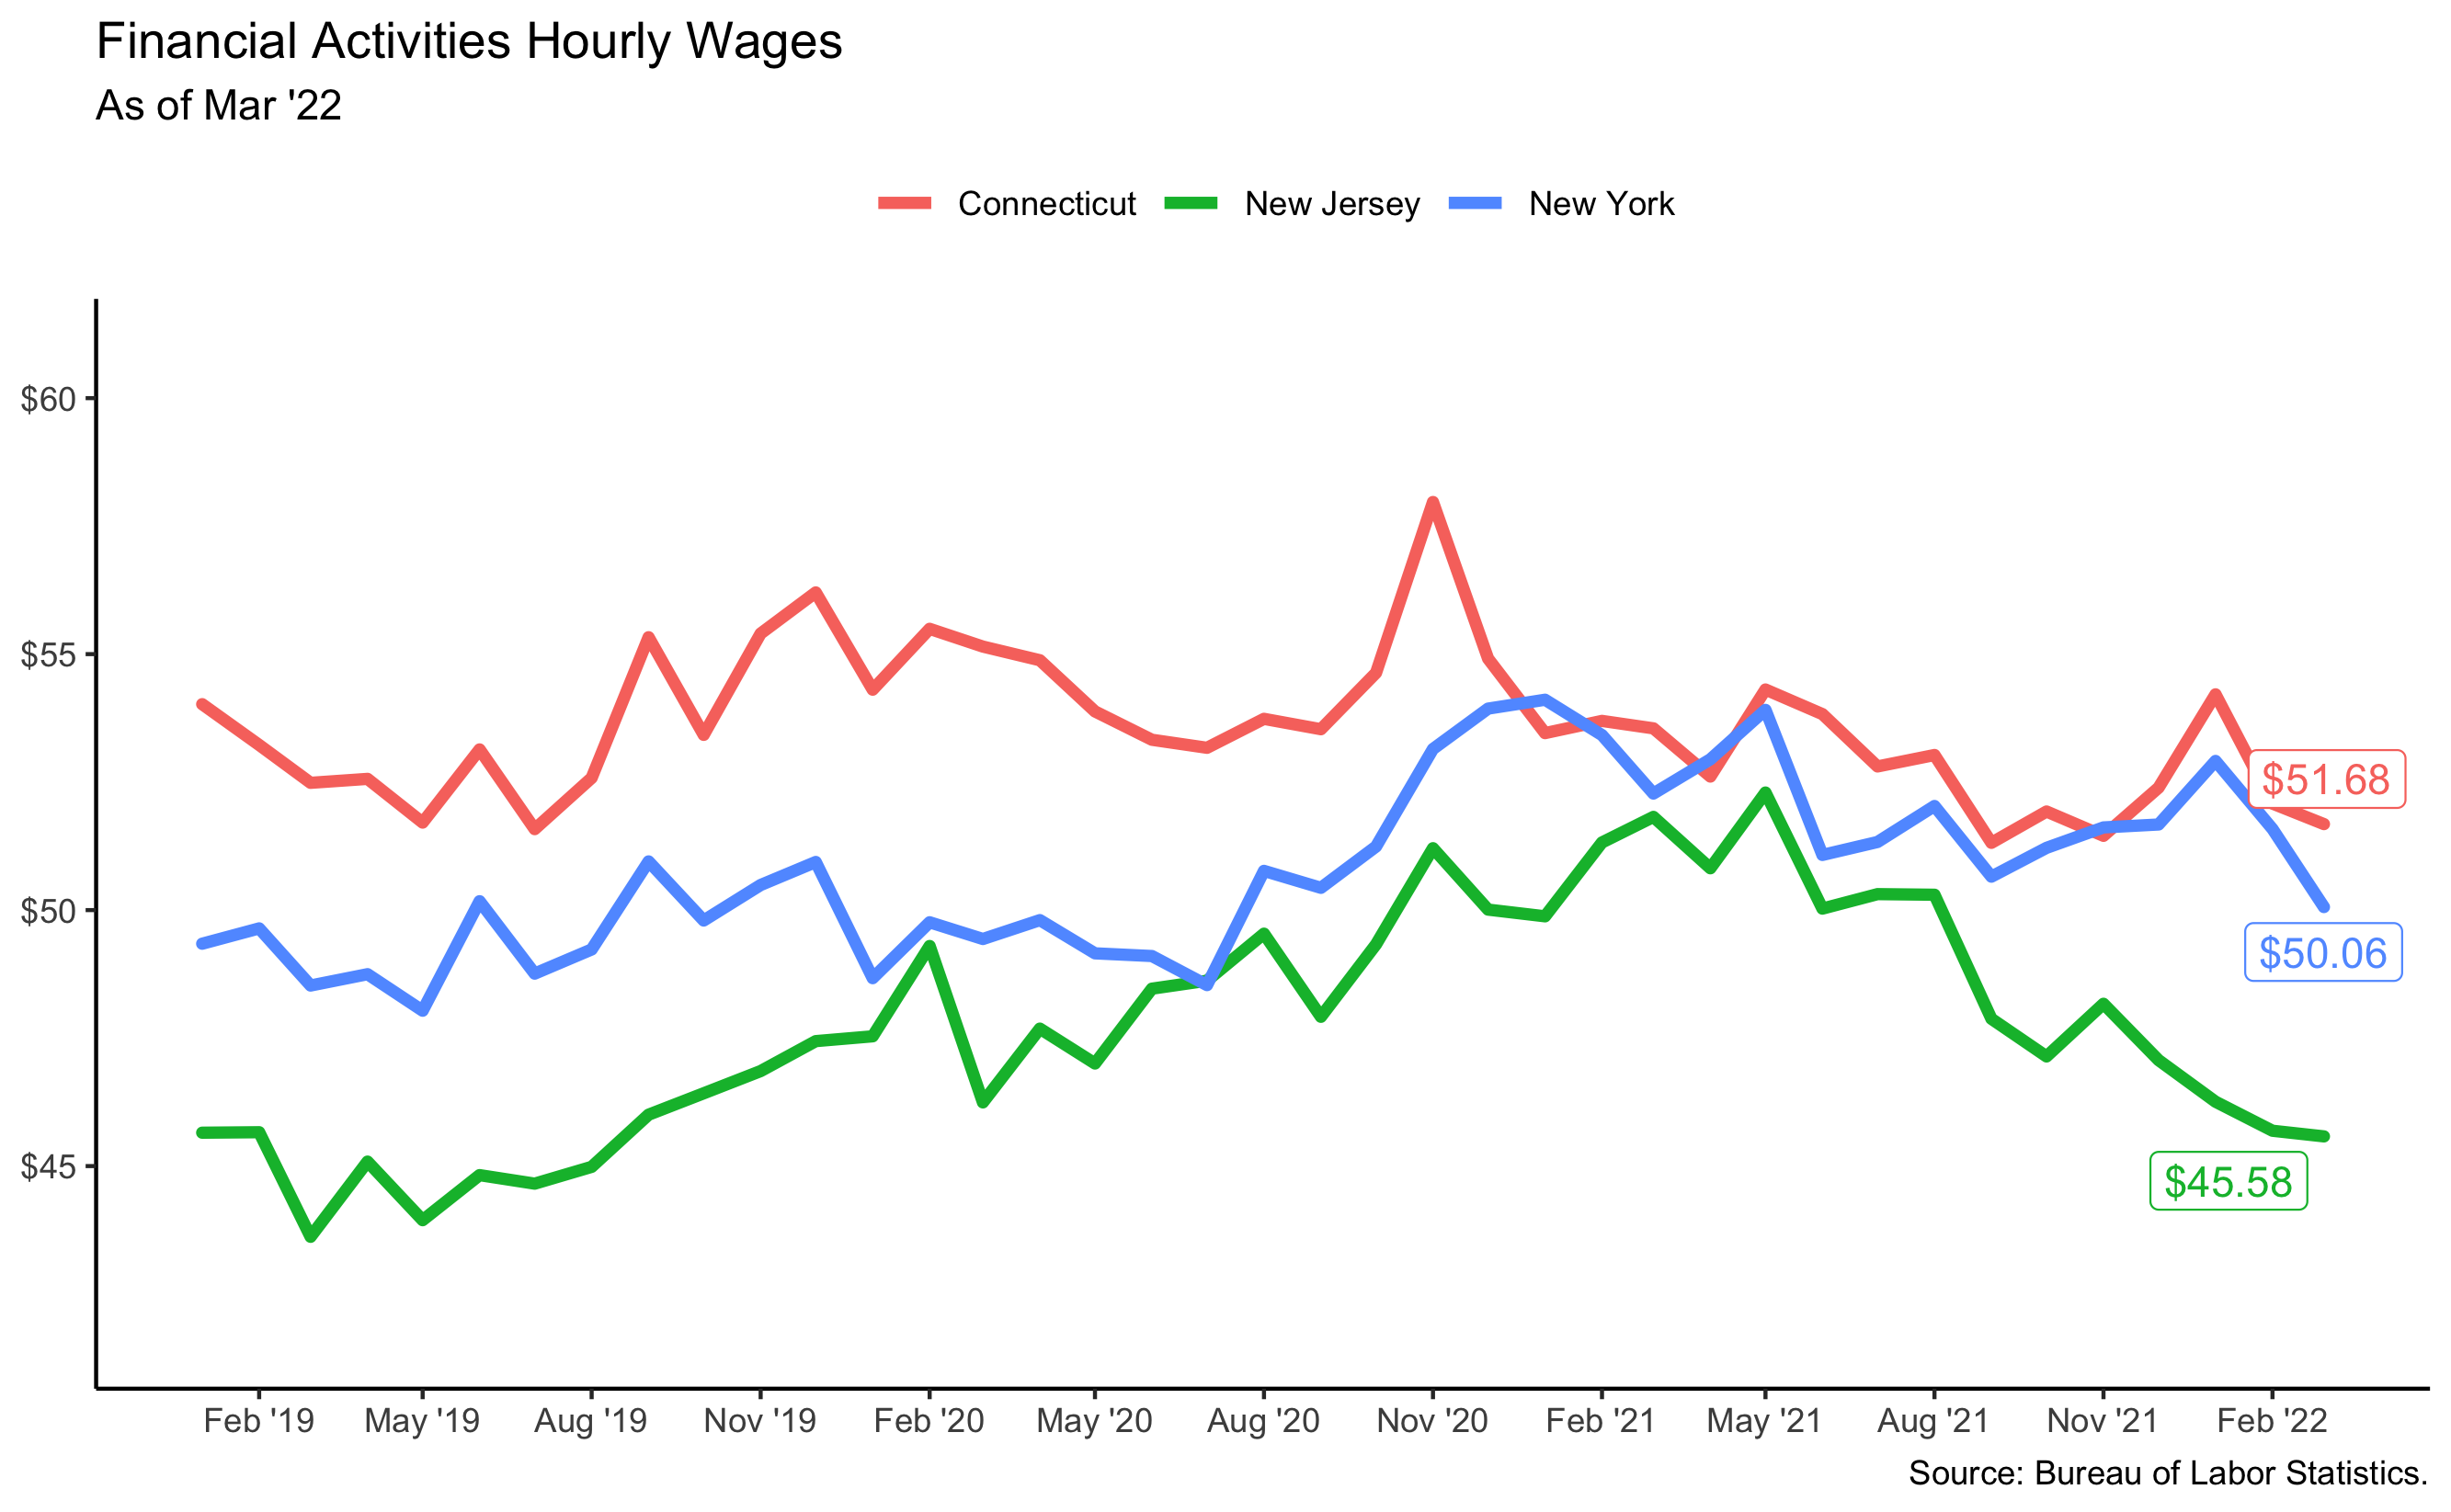 Financial Activities Hourly Wages
As of Mar '22
Connecticut New Jersey New York
$60
$55
$51.68
$50
$50.06
$45
$45.58
Feb '19 May '19 Aug '19 Nov '19 Feb '20 May '20 Aug '20 Nov '20 Feb '21 May '21 Aug '21 Nov '21 Feb '22
Source: Bureau of Labor Statistics.